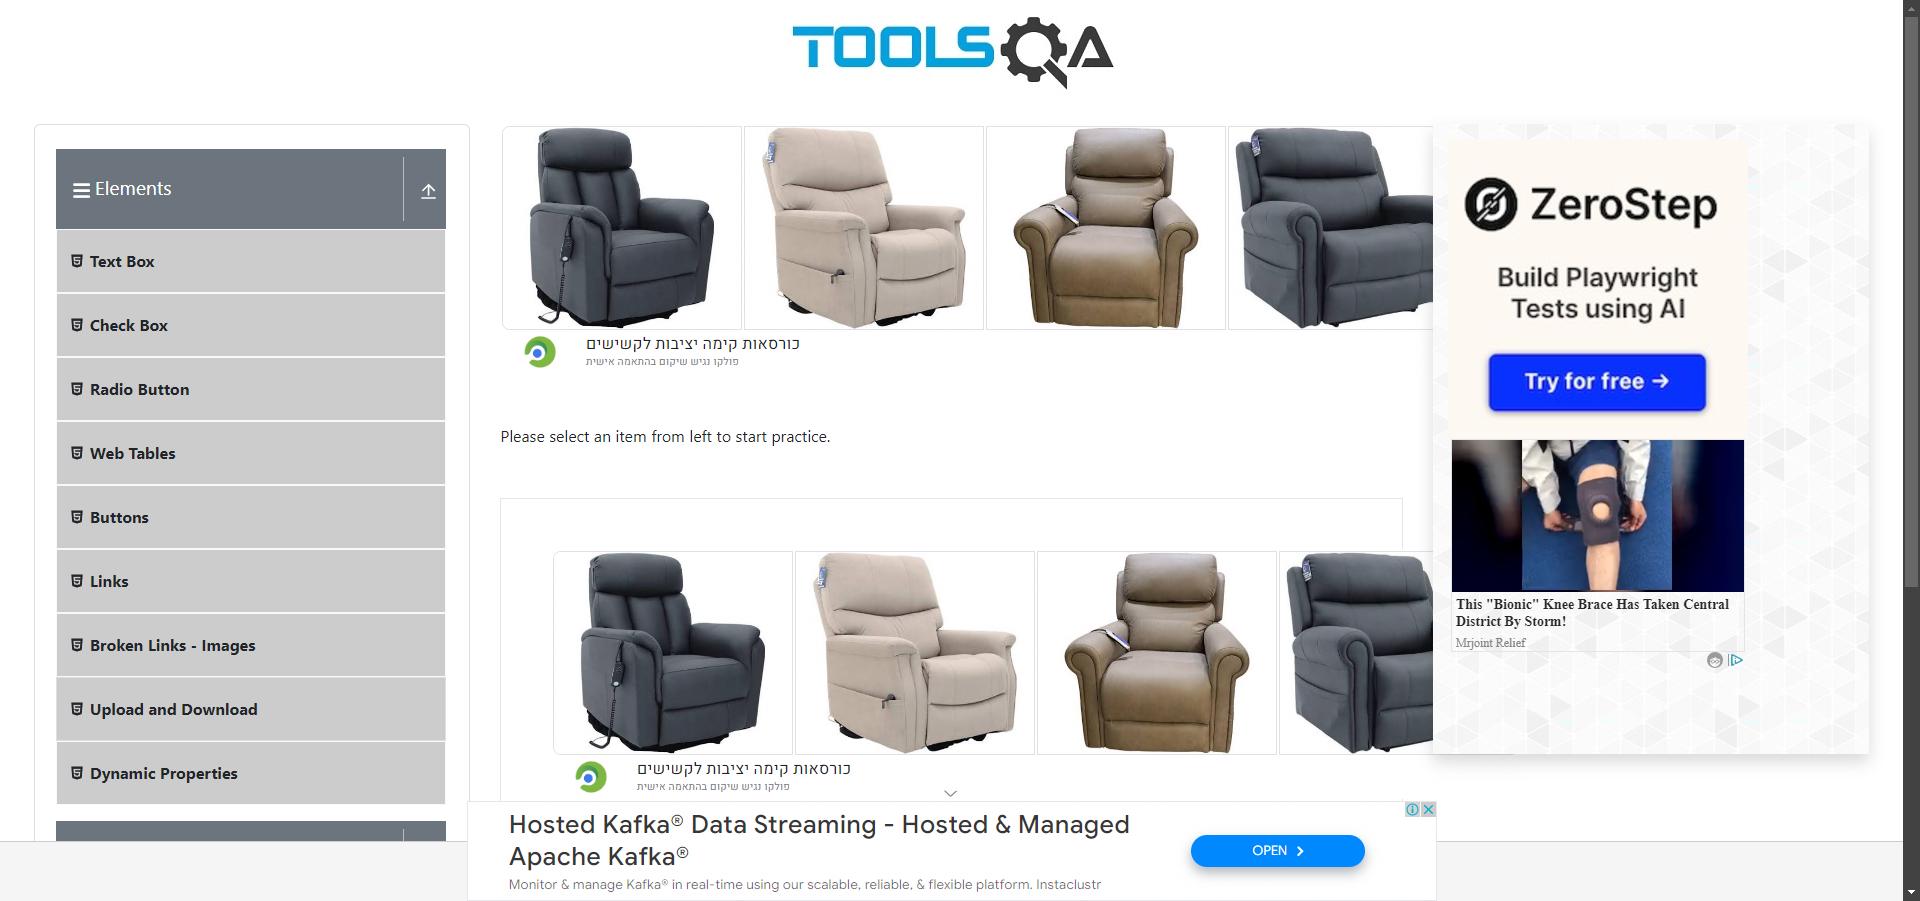 TOOLSQA
Elements
Text Box
Check Box
Radio Button
Web Tables
Buttons
Links
Broken Links - Images
Upload and Download
Dynamic Properties
כורסאות קימה יציבות לקשישים
פולקו נגיש שיקום בהתאמה אישית
Please select an item from left to start practice.
כורסאות קימה יציבות לקשישים
פולקו נגיש שיקום בהתאמה אישית
ZeroStep
Build Playwright
Tests using AI
Try for free →
This "Bionic" Knee Brace Has Taken Central
District By Storm!
Mrjoint Relief
Hosted Kafka® Data Streaming - Hosted & Managed
Apache Kafka®
Monitor & manage Kafka® in real-time using our scalable, reliable, & flexible platform. Instaclustr
OPEN